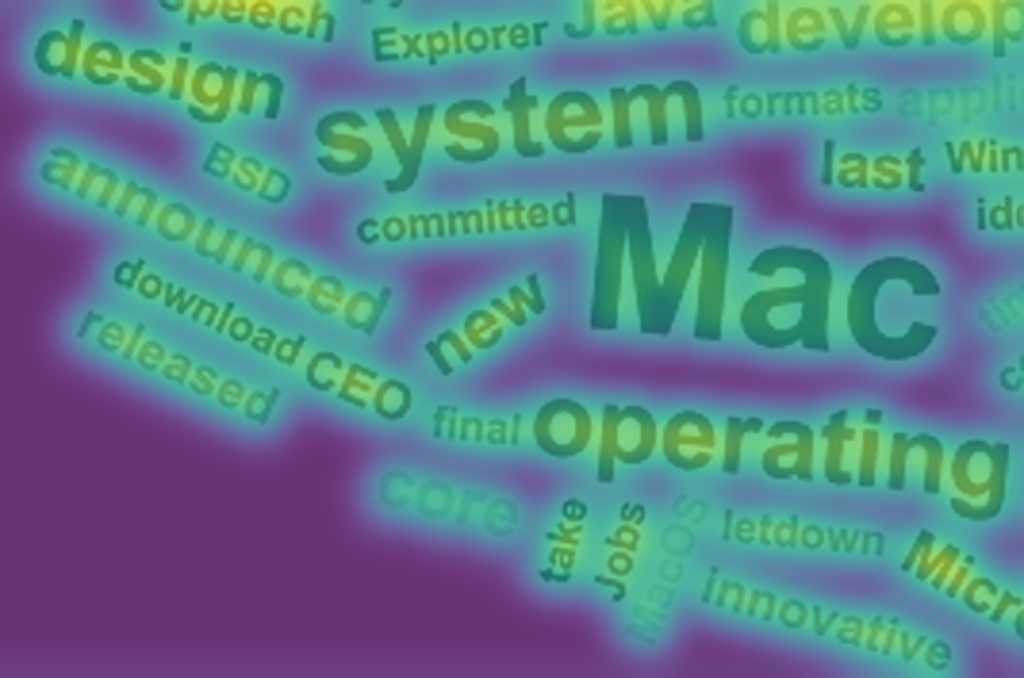 speech
Explorer
Java
develop
design
system
formats
appli
BSD
last
Win
announced
committed
Mac
ide
download
new
released
CEO
final
operating
core
take
Jobs
MacOS
letdown
Micro
innovative